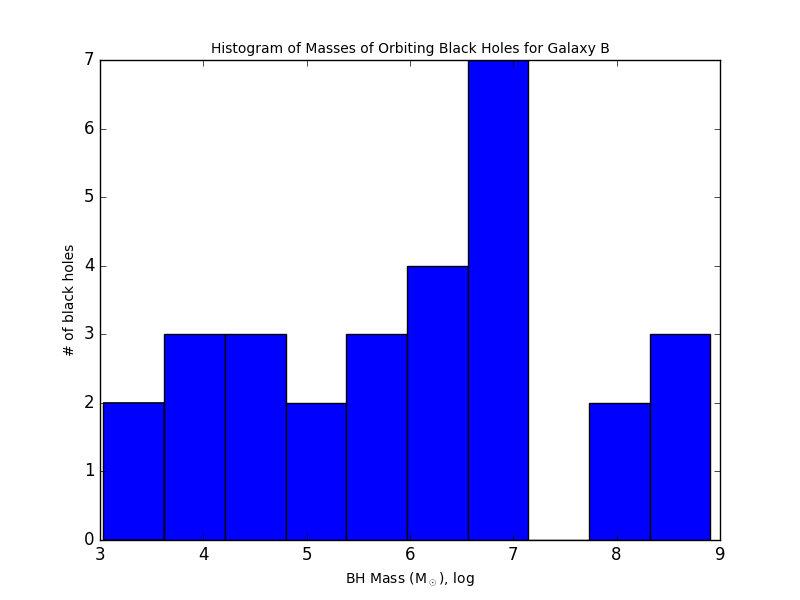 Histogram of Masses of Orbiting Black Holes for Galaxy B
7
6
5
4
3
2
1
0
# of black holes
3 4 5 6 7 8 9
BH Mass (M☉), log